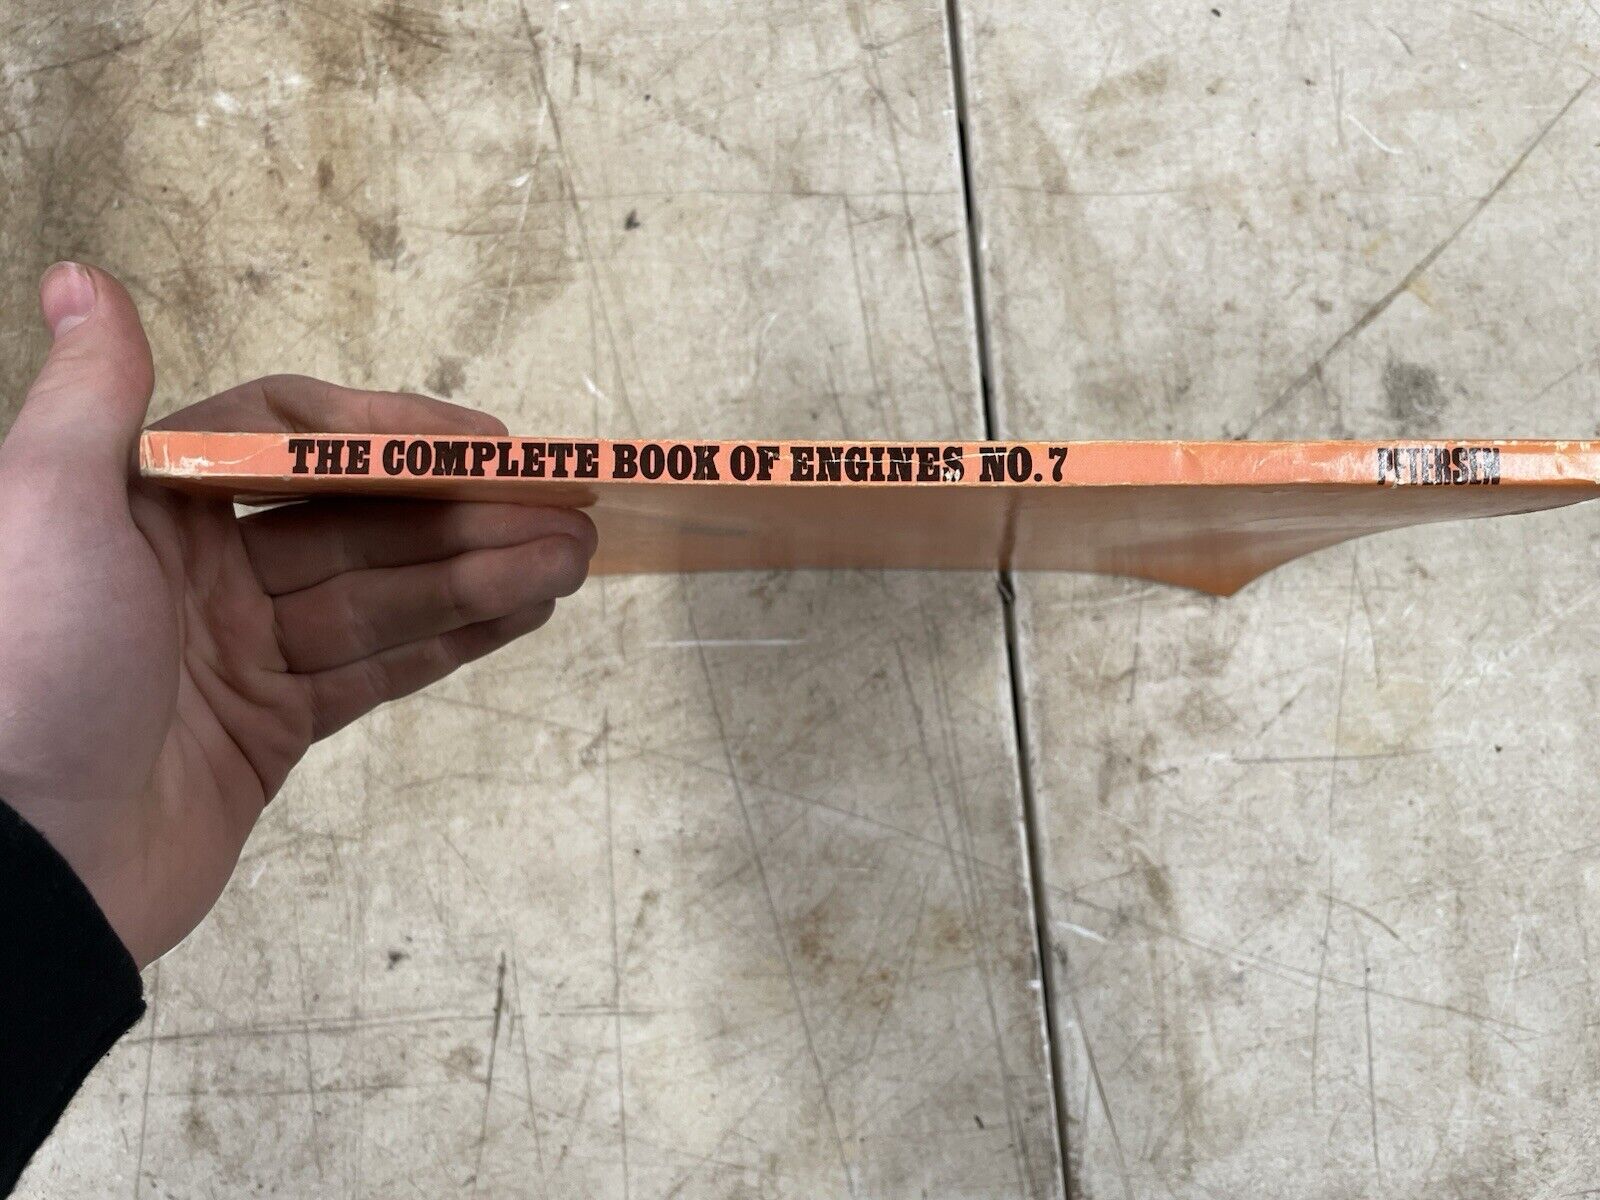 THE COMPLETE BOOK OF ENGINES NO. 7 PETERSEN